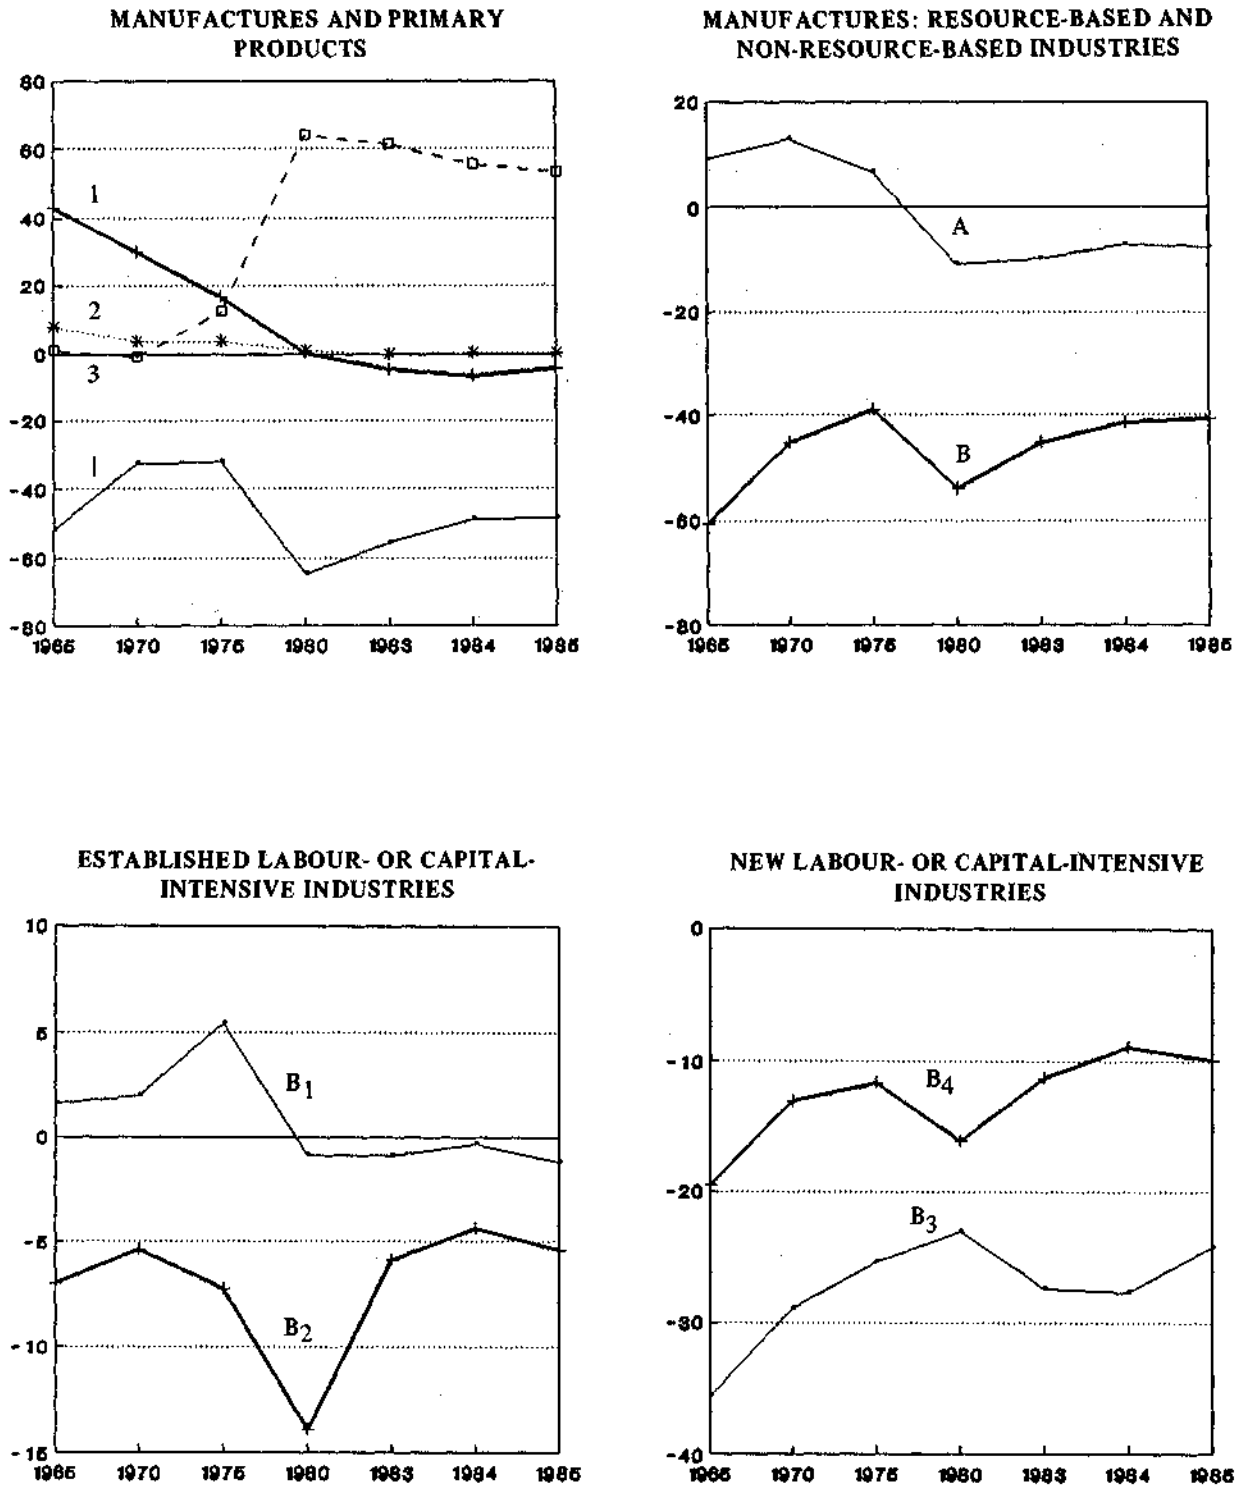 MANUFACTURES AND PRIMARY
PRODUCTS
80
60
40
20
0
-20
-40
-60
-80
1
2
3
I
1965 1970 1975 1980 1983 1984 1985
MANUFACTURES: RESOURCE-BASED AND
NON-RESOURCE-BASED INDUSTRIES
20
0
-20
-40
-60
-80
A
B
1965 1970 1975 1980 1983 1984 1985
ESTABLISHED LABOUR- OR CAPITAL-
INTENSIVE INDUSTRIES
10
5
0
-5
-10
-15
B1
B2
1965 1970 1975 1980 1983 1984 1985
NEW LABOUR- OR CAPITAL-INTENSIVE
INDUSTRIES
0
-10
-20
-30
-40
B4
B3
1965 1970 1975 1980 1983 1984 1985